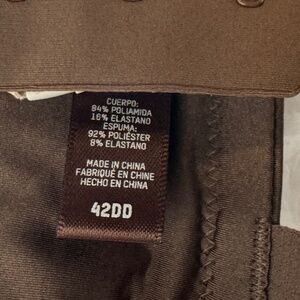 CUERPO:
84% POLIAMIDA
16% ELASTANO
ESPUMA:
92% POLIÉSTER
8% ELASTANO
MADE IN CHINA
FABRIQUÉ EN CHINE
HECHO EN CHINA
42DD